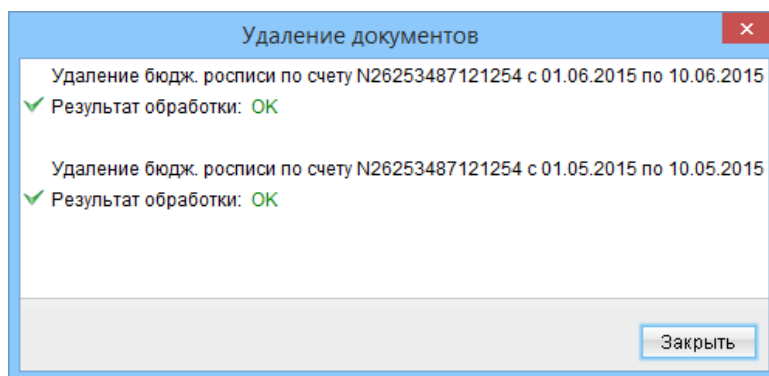 Удаление документов
Удаление бюдж. росписи по счету N26253487121254 с 01.06.2015 по 10.06.2015
Результат обработки: OK
Удаление бюдж. росписи по счету N26253487121254 с 01.05.2015 по 10.05.2015
Результат обработки: OK
Закрыть